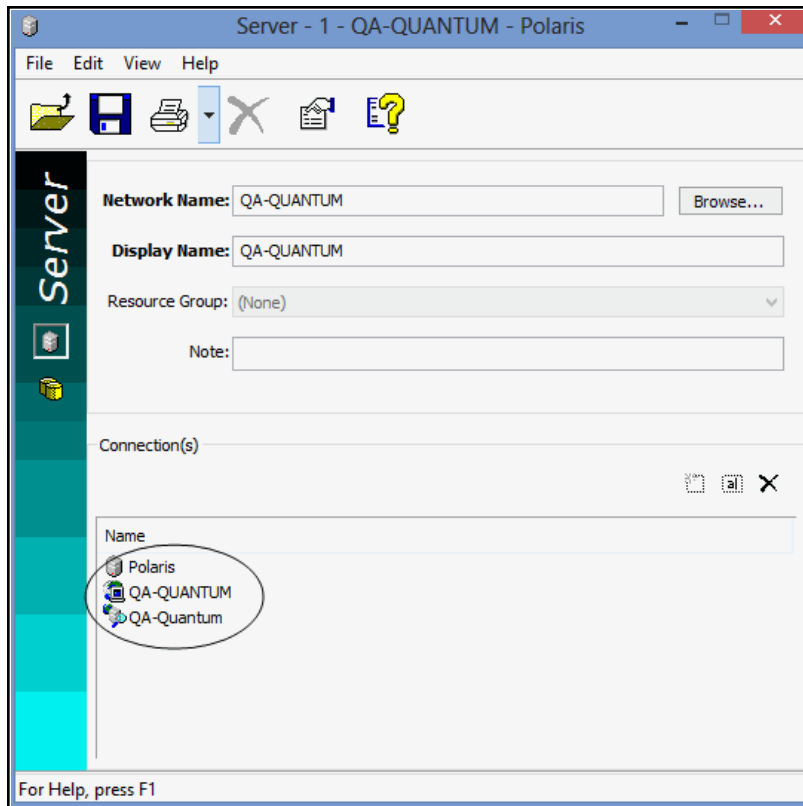 Server - 1 - QA-QUANTUM - Polaris
File Edit View Help
Server
Network Name: QA-QUANTUM Browse...
Display Name: QA-QUANTUM
Resource Group: (None)
Note:
Connection(s)
Name
Polaris
QA-QUANTUM
QA-Quantum
For Help, press F1